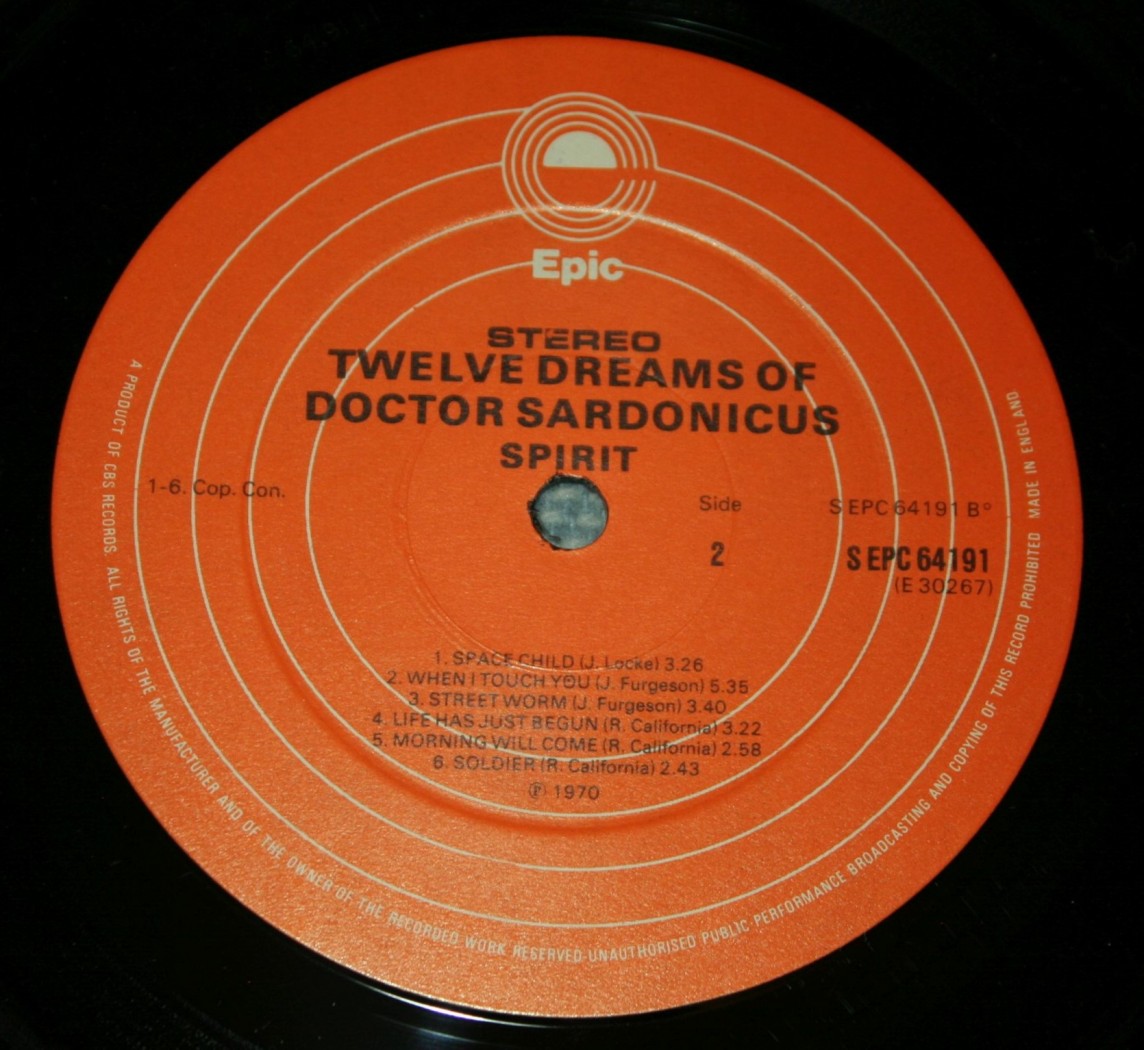 Epic
STEREO
TWELVE DREAMS OF
DOCTOR SARDONICUS
SPIRIT
1-6. Cop. Con.
Side
2
S EPC 64191 B°
S EPC 64191
(E 30267)
1. SPACE CHILD (J. Locke) 3.26
2. WHEN I TOUCH YOU (J. Furgeson) 5.35
3. STREET WORM (J. Furgeson) 3.40
4. LIFE HAS JUST BEGUN (R. California) 3.22
5. MORNING WILL COME (R. California) 2.58
6. SOLDIER (R. California) 2.43
℗ 1970
A PRODUCT OF CBS RECORDS. ALL RIGHTS OF THE MANUFACTURER AND OF THE OWNER OF THE RECORDED WORK RESERVED-UNAUTHORISED PUBLIC PERFORMANCE BROADCASTING AND COPYING OF THIS RECORD PROHIBITED MADE IN ENGLAND